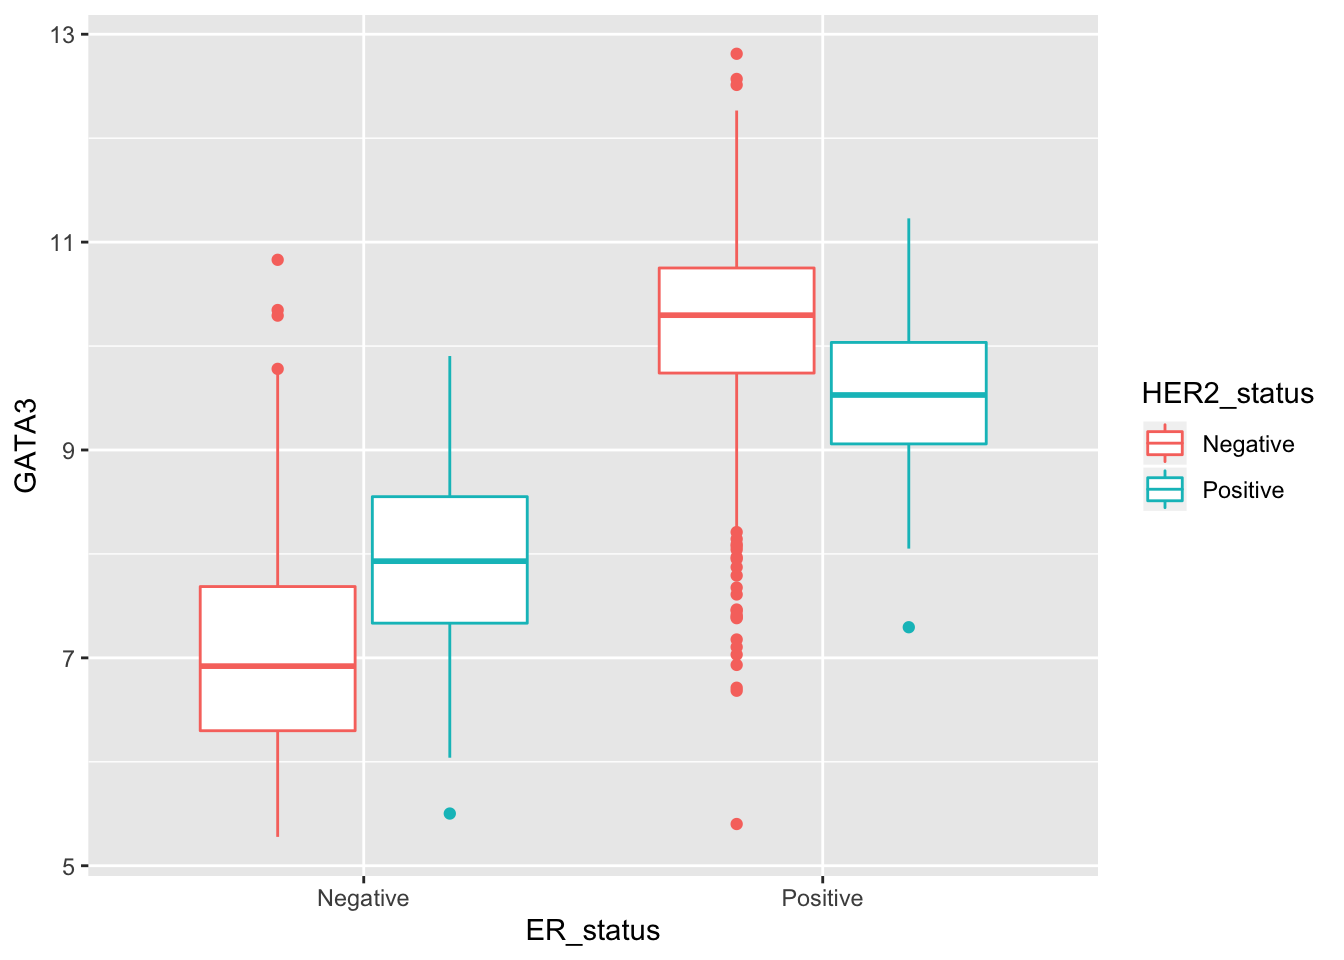 13
11
9
7
5
GATA3
Negative
Positive
ER_status
HER2_status
Negative
Positive